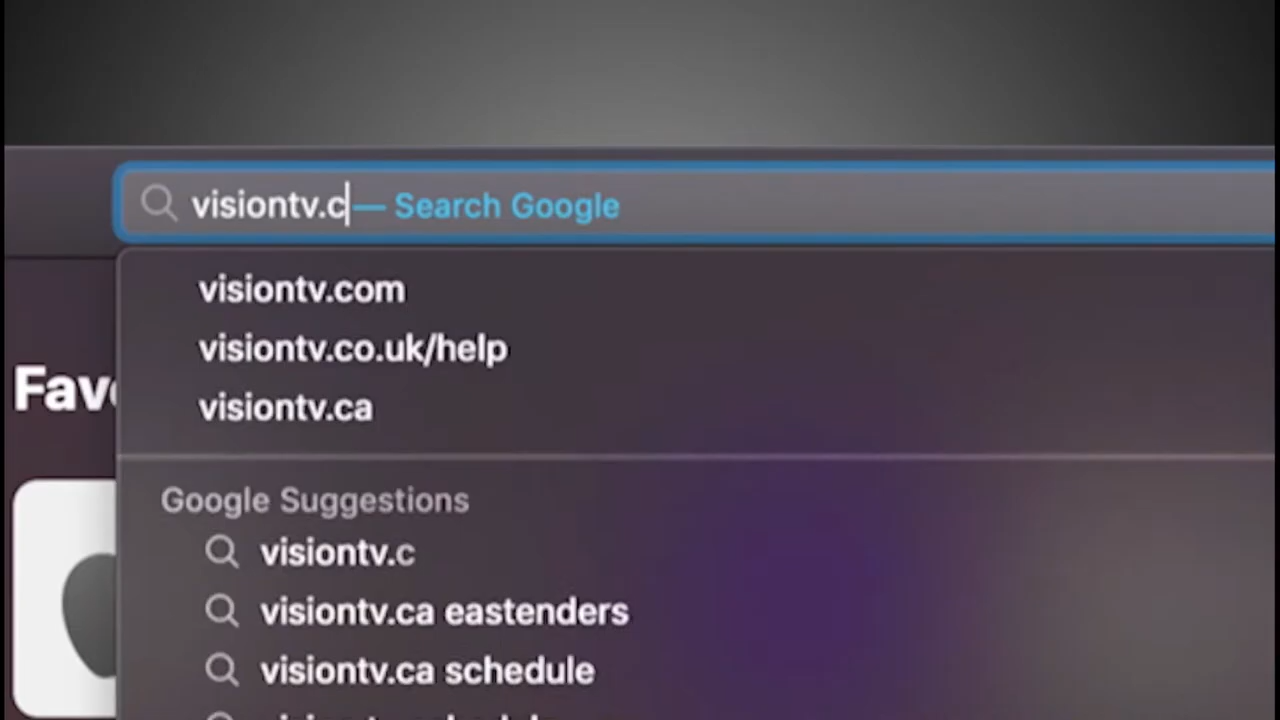 visiontv.c — Search Google
visiontv.com
visiontv.co.uk/help
visiontv.ca
Google Suggestions
visiontv.c
visiontv.ca eastenders
visiontv.ca schedule